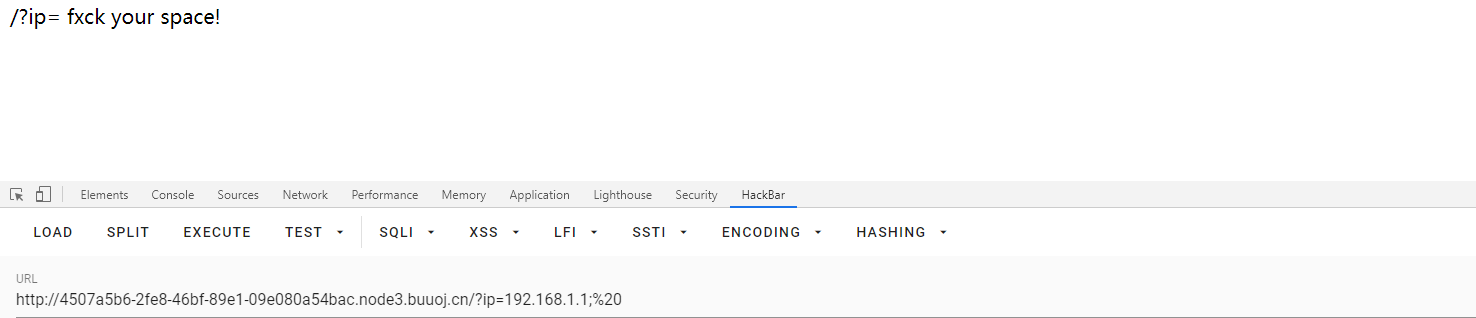 /?ip= fxck your space!
Elements Console Sources Network Performance Memory Application Lighthouse Security HackBar
LOAD SPLIT EXECUTE TEST SQLI XSS LFI SSTI ENCODING HASHING
URL
http://4507a5b6-2fe8-46bf-89e1-09e080a54bac.node3.buuoj.cn/?ip=192.168.1.1;%20